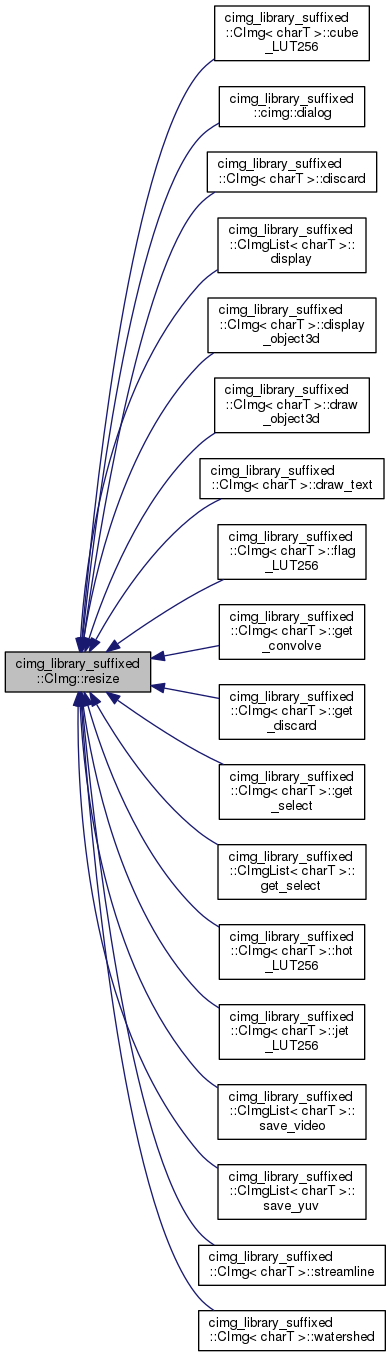 cimg_library_suffixed
::CImg< charT >::cube
_LUT256
cimg_library_suffixed
::cimg::dialog
cimg_library_suffixed
::CImg< charT >::discard
cimg_library_suffixed
::CImgList< charT >::
display
cimg_library_suffixed
::CImg< charT >::display
_object3d
cimg_library_suffixed
::CImg< charT >::draw
_object3d
cimg_library_suffixed
::CImg< charT >::draw_text
cimg_library_suffixed
::CImg< charT >::flag
_LUT256
cimg_library_suffixed
::CImg< charT >::get
_convolve
cimg_library_suffixed
::CImg::resize
cimg_library_suffixed
::CImg< charT >::get
_discard
cimg_library_suffixed
::CImg< charT >::get
_select
cimg_library_suffixed
::CImgList< charT >::
get_select
cimg_library_suffixed
::CImg< charT >::hot
_LUT256
cimg_library_suffixed
::CImg< charT >::jet
_LUT256
cimg_library_suffixed
::CImgList< charT >::
save_video
cimg_library_suffixed
::CImgList< charT >::
save_yuv
cimg_library_suffixed
::CImg< charT >::streamline
cimg_library_suffixed
::CImg< charT >::watershed